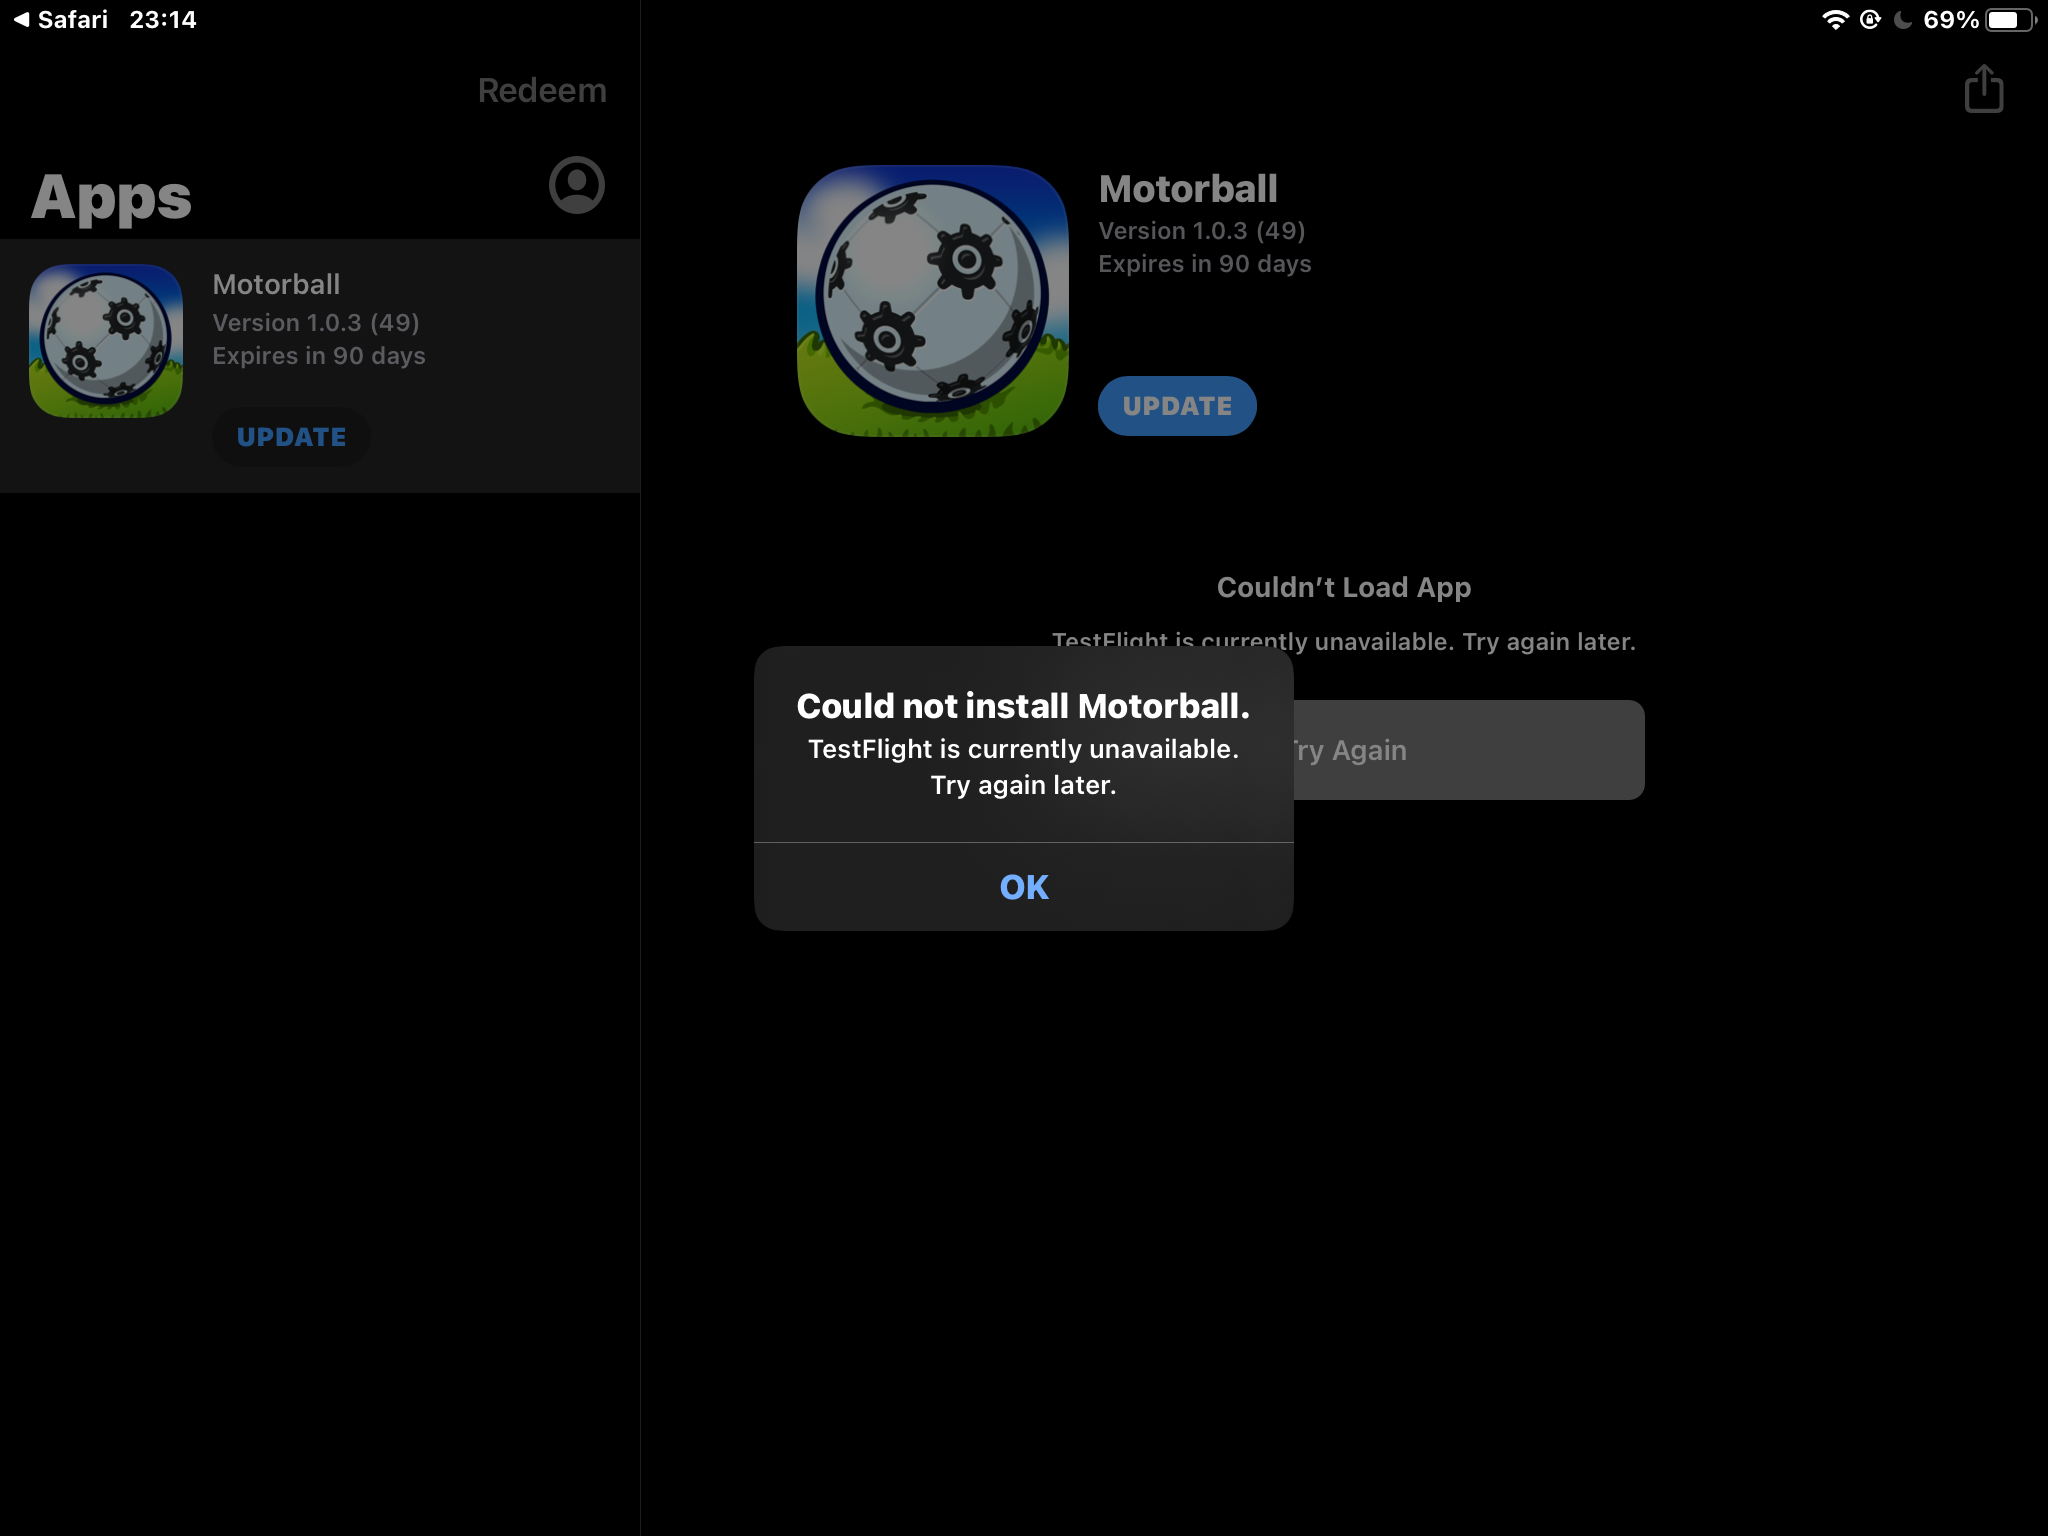 Safari 23:14
69%
Redeem
Apps
Motorball
Version 1.0.3 (49)
Expires in 90 days
UPDATE
Motorball
Version 1.0.3 (49)
Expires in 90 days
UPDATE
Couldn’t Load App
TestFlight is currently unavailable. Try again later.
Try Again
Could not install Motorball.
TestFlight is currently unavailable.
Try again later.
OK